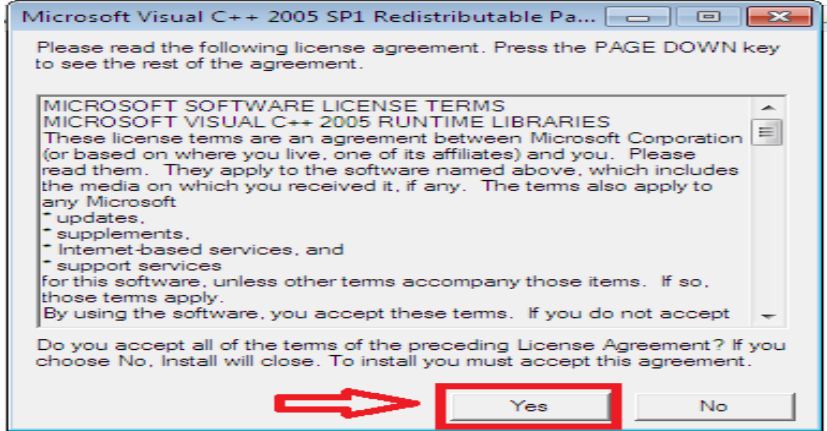 Microsoft Visual C++ 2005 SP1 Redistributable Pa...
Please read the following license agreement. Press the PAGE DOWN key
to see the rest of the agreement.
MICROSOFT SOFTWARE LICENSE TERMS
MICROSOFT VISUAL C++ 2005 RUNTIME LIBRARIES
These license terms are an agreement between Microsoft Corporation
(or based on where you live, one of its affiliates) and you. Please
read them. They apply to the software named above, which includes
the media on which you received it, if any. The terms also apply to
any Microsoft
* updates,
* supplements,
* Internet-based services, and
* support services
for this software, unless other terms accompany those items. If so,
those terms apply.
By using the software, you accept these terms. If you do not accept
Do you accept all of the terms of the preceding License Agreement? If you
choose No, Install will close. To install you must accept this agreement.
Yes
No